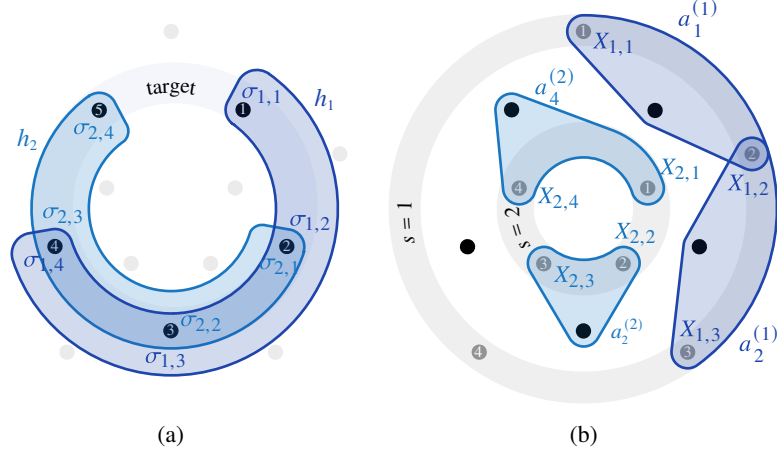 target
h₁
h₂
1
σ₁,₁
5
σ₂,₄
σ₂,₃
σ₁,₂
4
2
σ₁,₄
σ₂,₁
3
σ₂,₂
σ₁,₃
(a)
a₁⁽¹⁾
1
X₁,₁
a₄⁽²⁾
2
X₁,₂
X₂,₁
4
1
X₂,₄
s = 1
s = 2
X₂,₂
3
2
X₂,₃
X₁,₃
a₂⁽²⁾
a₂⁽¹⁾
4
3
(b)